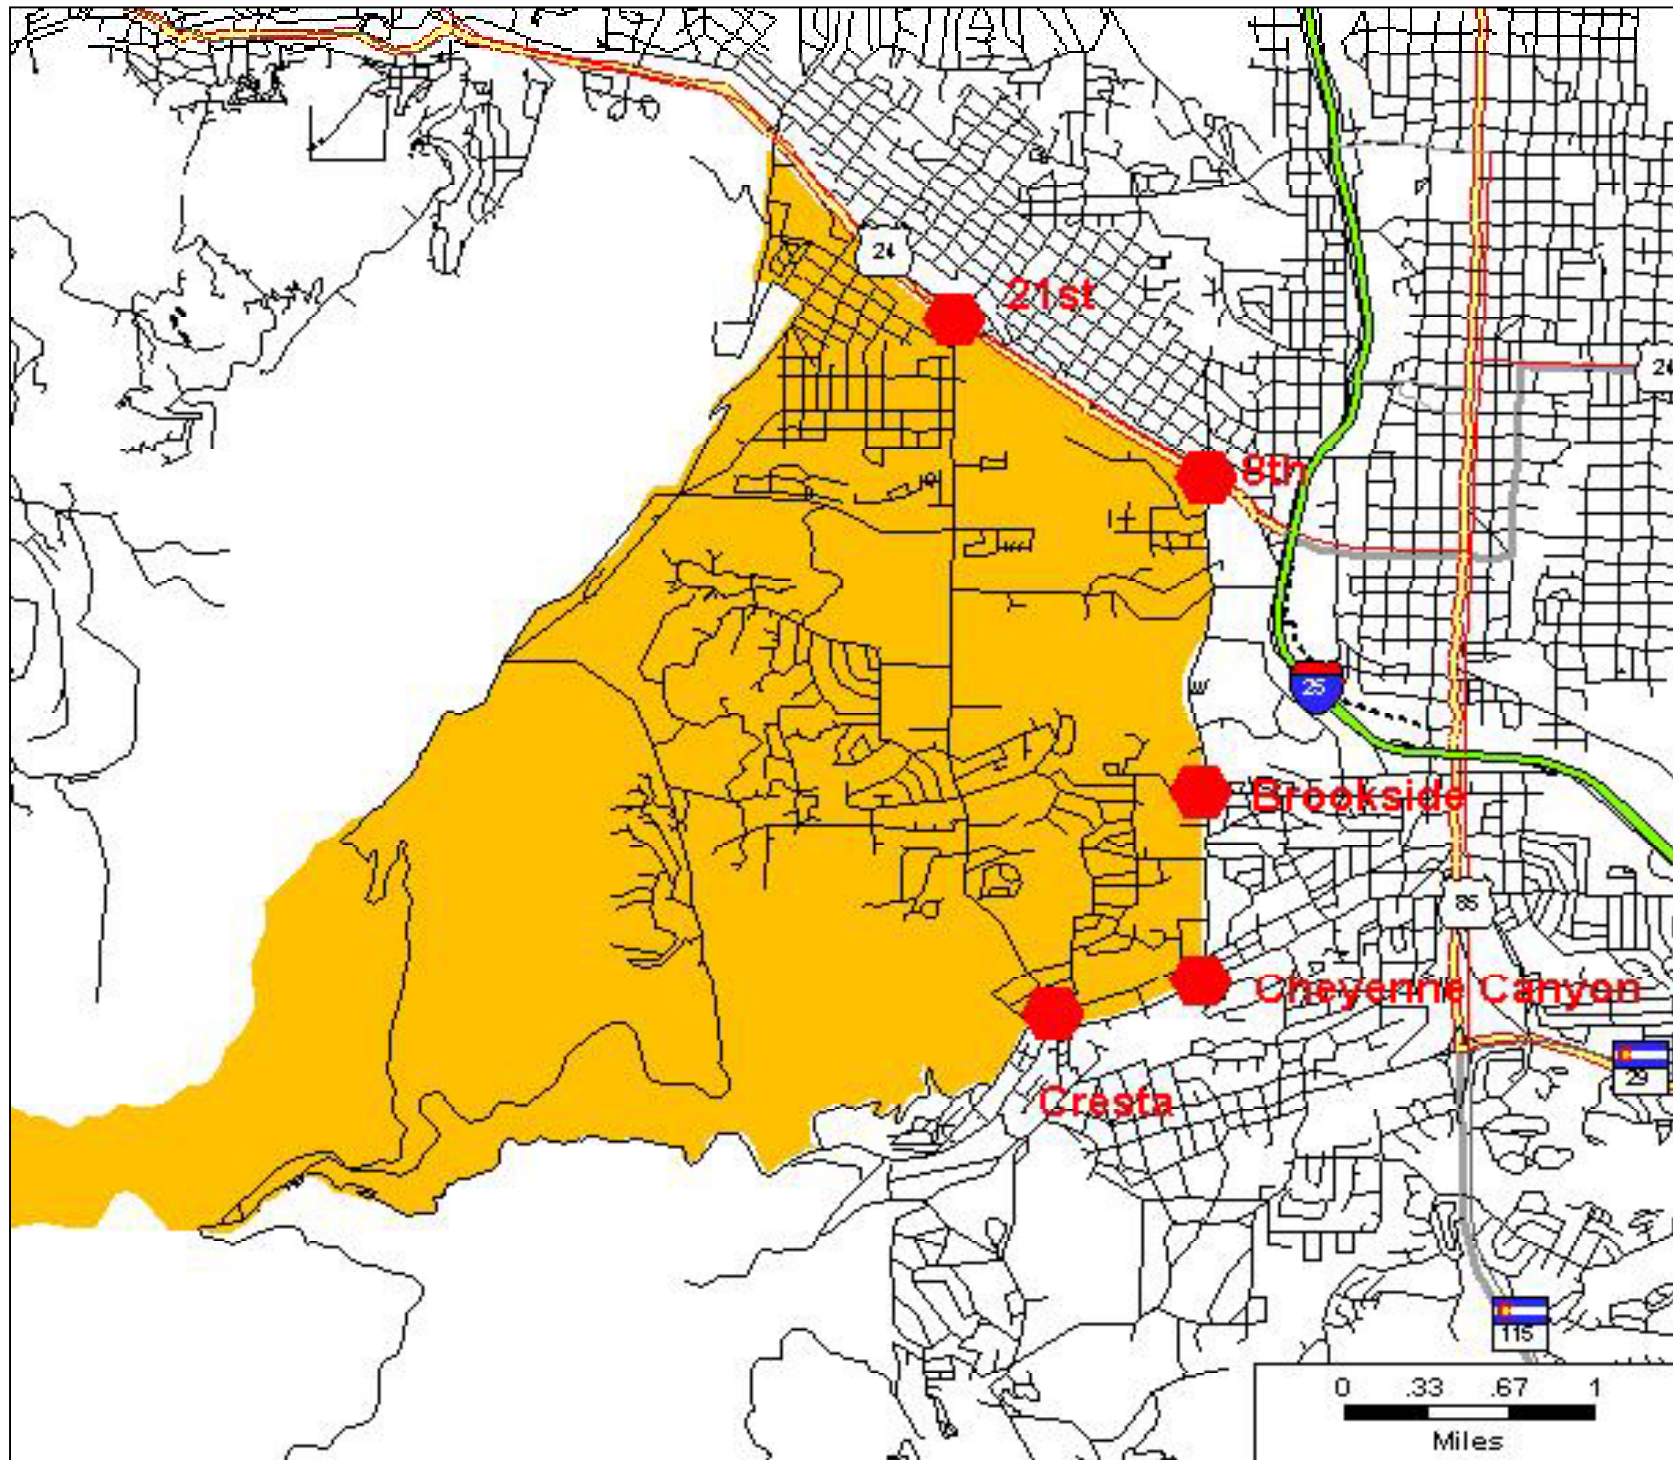 24
21st
24
8th
25
Brookside
85
Cheyenne Canyon
29
Cresta
115
0 .33 .67 1
Miles